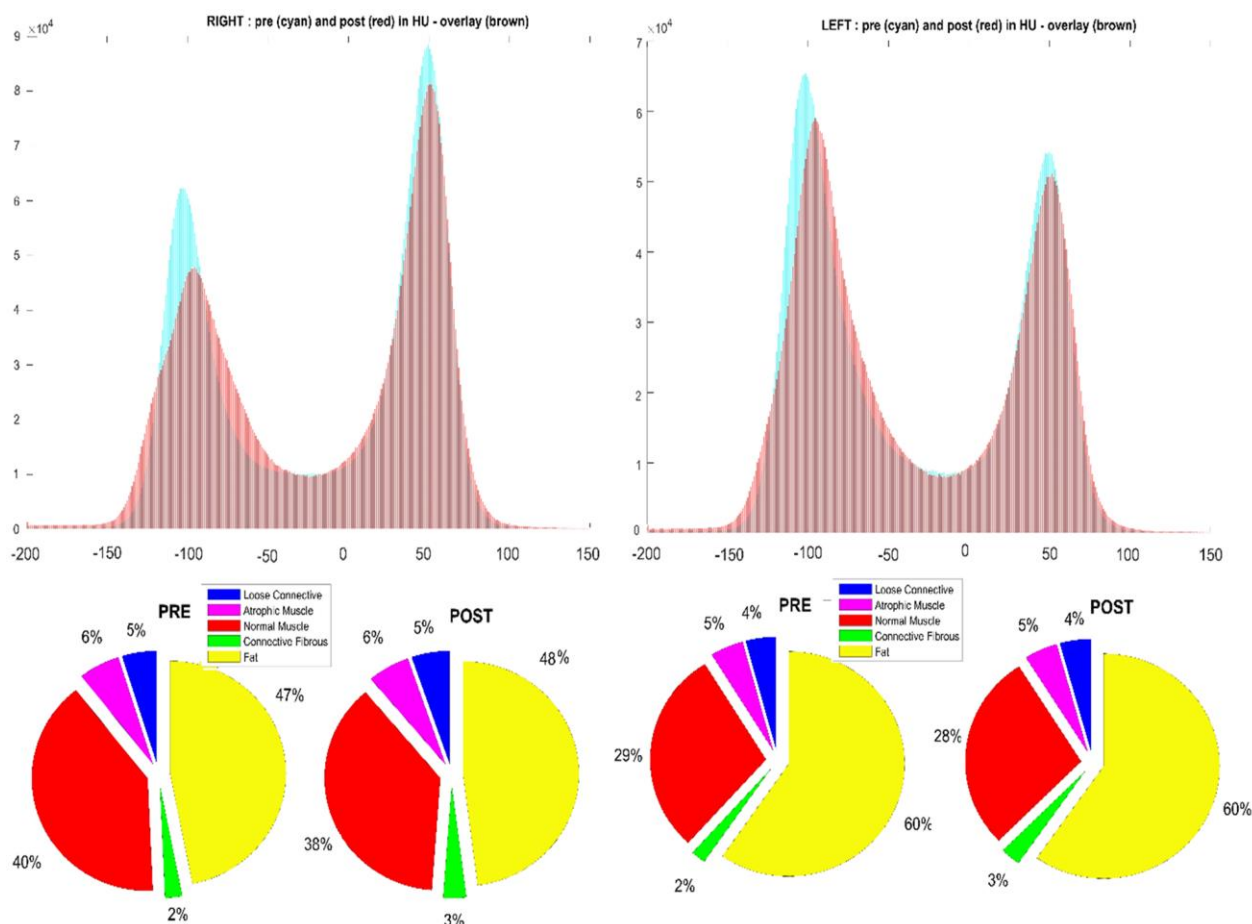 RIGHT : pre (cyan) and post (red) in HU - overlay (brown)
×10⁴
9
8
7
6
5
4
3
2
1
0
-200 -150 -100 -50 0 50 100 150
LEFT : pre (cyan) and post (red) in HU - overlay (brown)
×10⁴
7
6
5
4
3
2
1
0
-200 -150 -100 -50 0 50 100 150
PRE
Loose Connective
Atrophic Muscle
Normal Muscle
Connective Fibrous
Fat
POST
6% 5%
47%
40%
2%
6% 5%
48%
38%
3%
PRE
Loose Connective
Atrophic Muscle
Normal Muscle
Connective Fibrous
Fat
POST
5% 4%
29%
60%
2%
5% 4%
28%
60%
3%